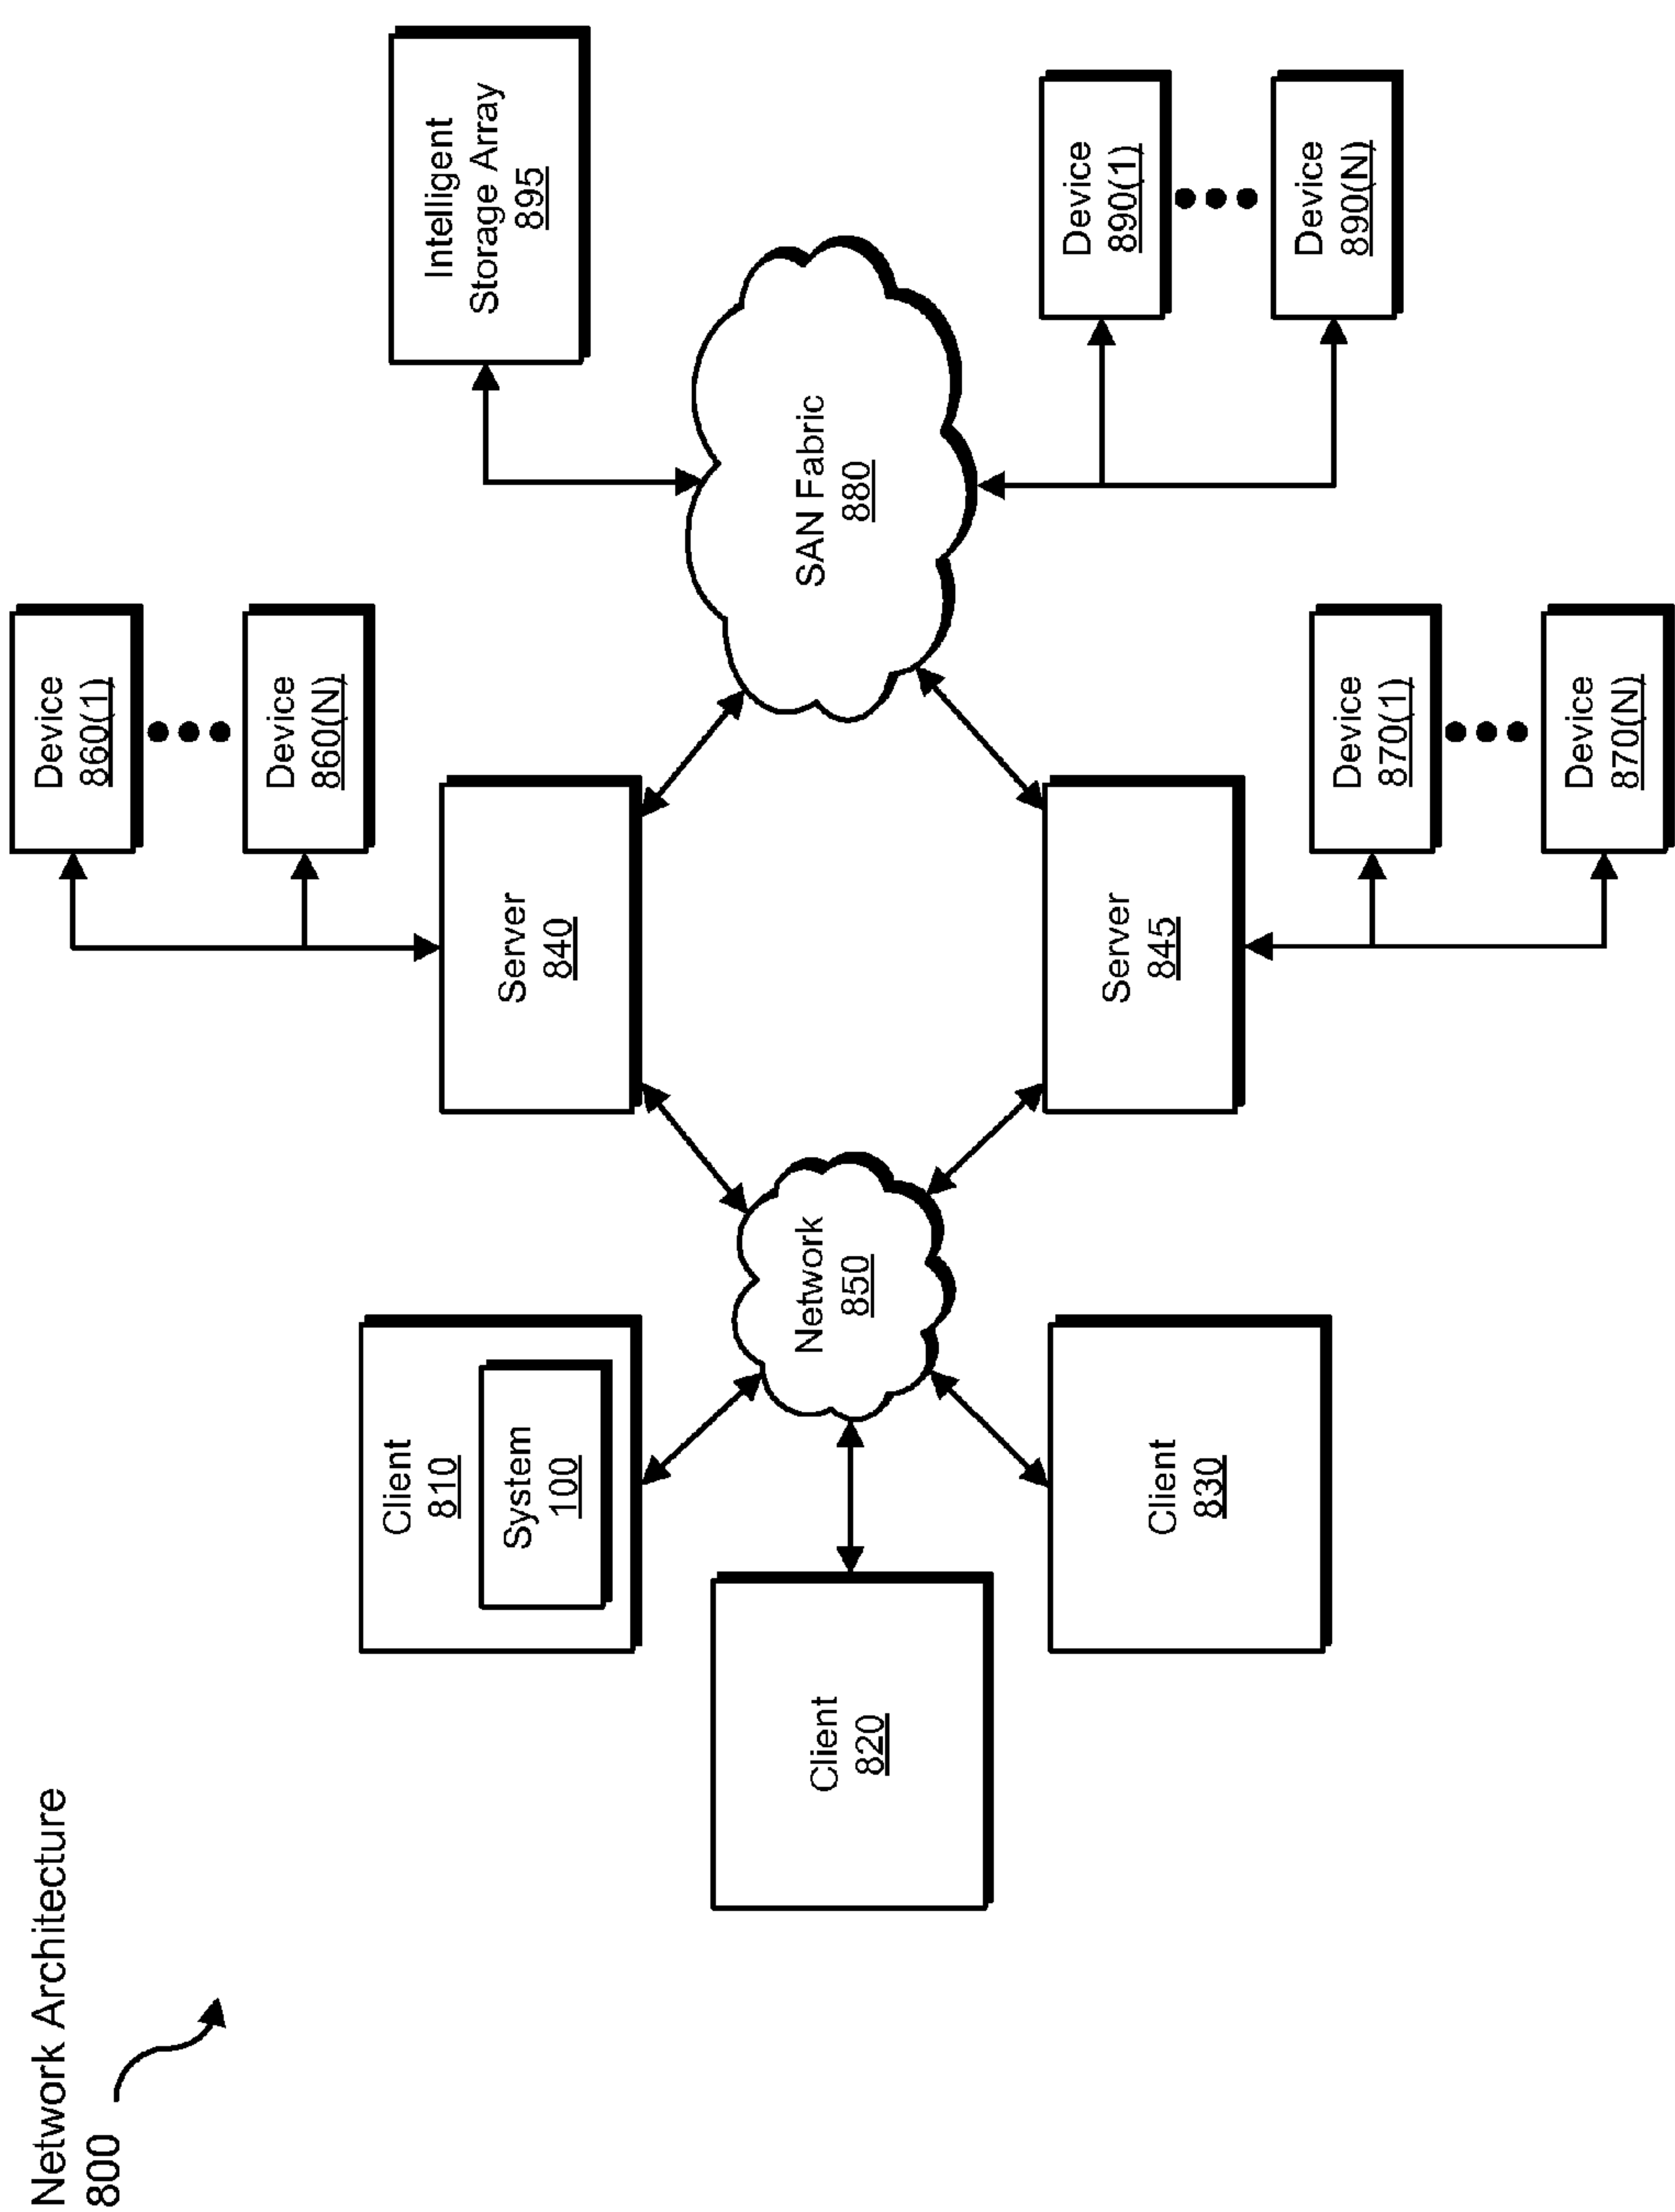 Network Architecture
800
Device
860(1)
Device
860(N)
Intelligent
Storage Array
895
Client
810
System
100
Server
840
Client
820
Network
850
SAN Fabric
880
Client
830
Server
845
Device
890(1)
Device
890(N)
Device
870(1)
Device
870(N)